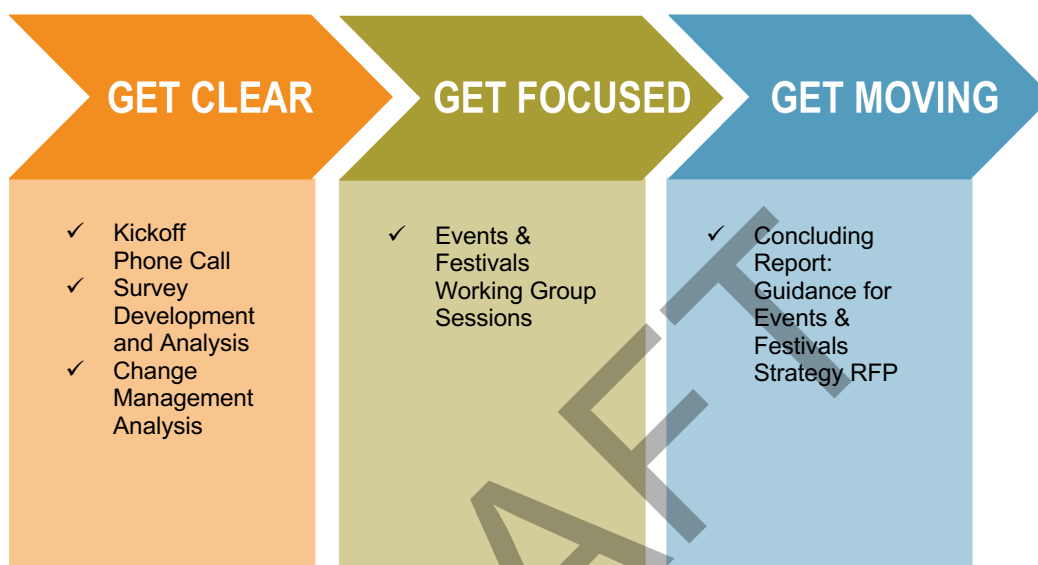 GET CLEAR
✓ Kickoff
Phone Call
✓ Survey
Development
and Analysis
✓ Change
Management
Analysis
GET FOCUSED
✓ Events &
Festivals
Working Group
Sessions
GET MOVING
✓ Concluding
Report:
Guidance for
Events &
Festivals
Strategy RFP
AFT